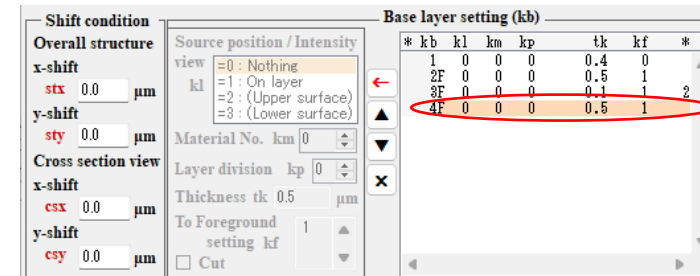 Shift condition
Overall structure
x-shift
stx 0.0 μm
y-shift
sty 0.0 μm
Cross section view
x-shift
csx 0.0 μm
y-shift
csy 0.0 μm
Source position / Intensity
view
kl
=0 : Nothing
=1 : On layer
=2 : (Upper surface)
=3 : (Lower surface)
Material No. km 0
Layer division kp 0
Thickness tk 0.5 μm
To Foreground
setting kf 1
Cut
Base layer setting (kb)
* kb kl km kp tk kf *
1 0 0 0 0.4 0
2F 0 0 0 0.5 1
3F 0 0 0 0.1 1 2
4F 0 0 0 0.5 1